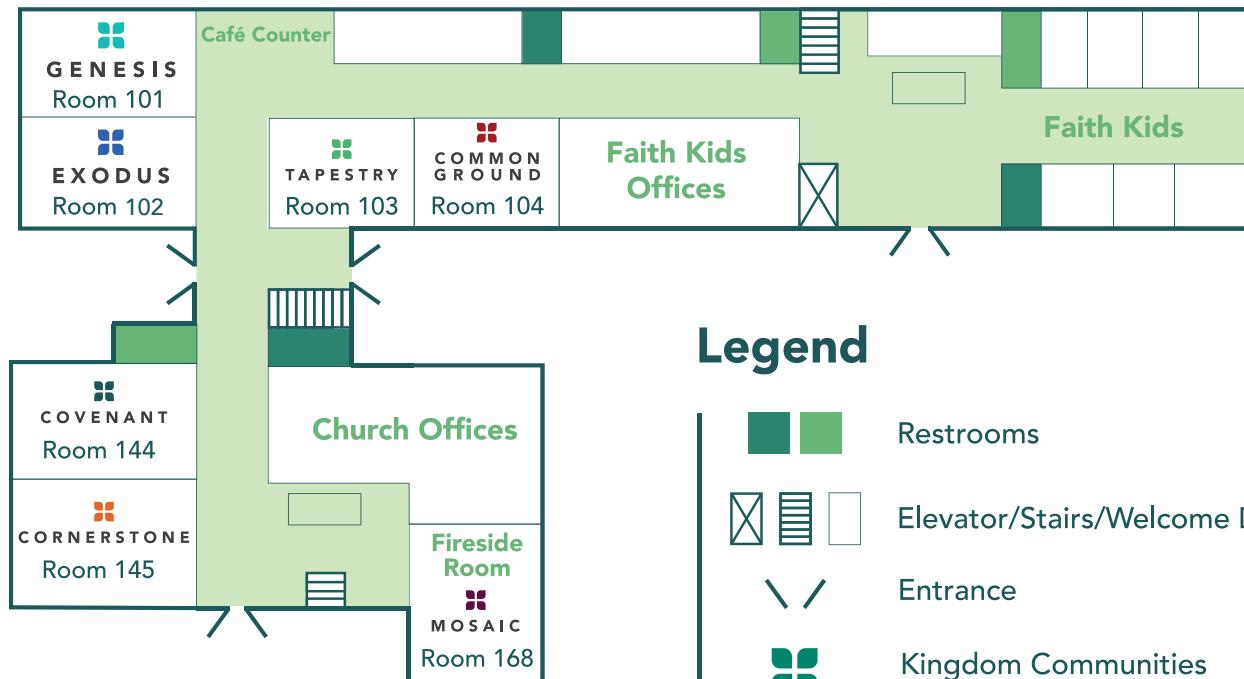 Café Counter
GENESIS
Room 101
EXODUS
Room 102
TAPESTRY
Room 103
COMMON
GROUND
Room 104
Faith Kids
Offices
Faith Kids
COVENANT
Room 144
CORNERSTONE
Room 145
Church Offices
Fireside
Room
MOSAIC
Room 168
Legend
Restrooms
Elevator/Stairs/Welcome
Entrance
Kingdom Communities